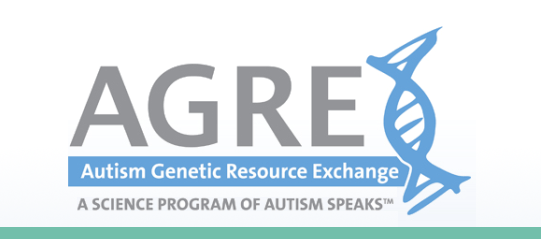 AGRE
Autism Genetic Resource Exchange
A SCIENCE PROGRAM OF AUTISM SPEAKS™